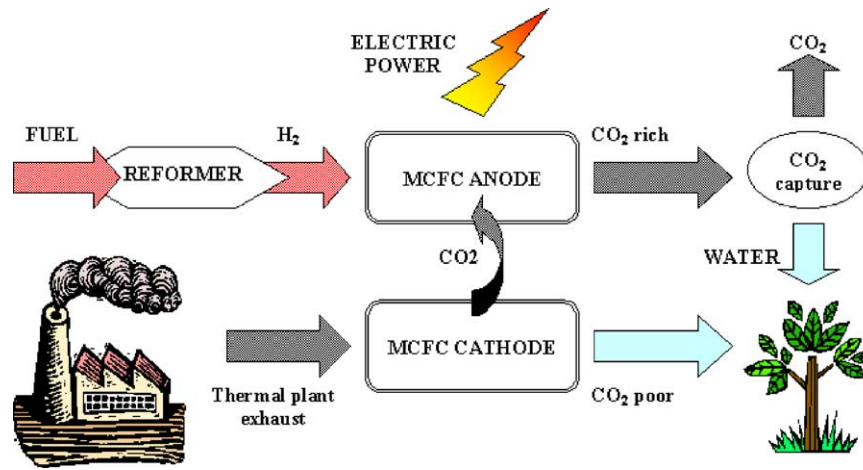 ELECTRIC
POWER
CO₂
FUEL
H₂
CO₂ rich
REFORMER
MCFC ANODE
CO₂
capture
CO2
WATER
MCFC CATHODE
Thermal plant
exhaust
CO₂ poor